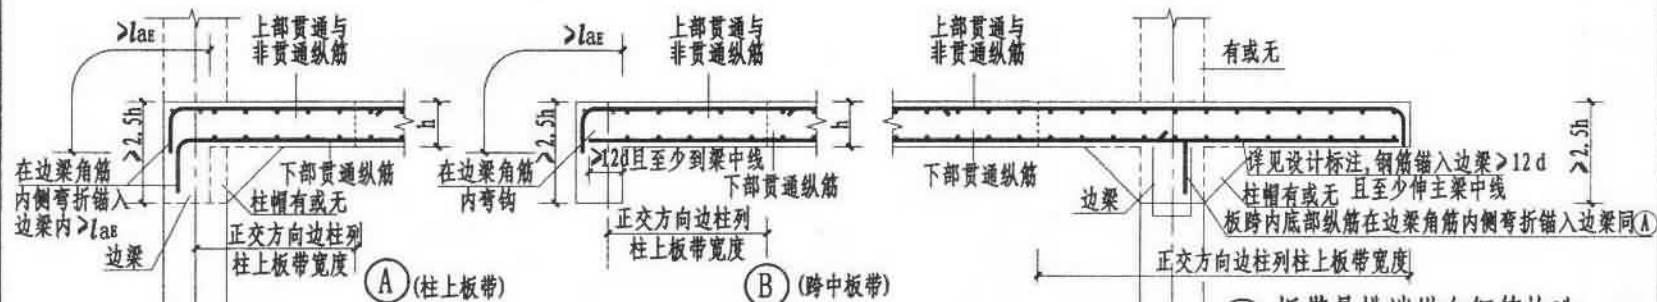 ≥laE
上部贯通与
非贯通纵筋
≥2.5h
h
在边梁角筋
内侧弯折锚入
边梁内≥laE
下部贯通纵筋
柱帽有或无
边梁
正交方向边柱列
柱上板带宽度
A (柱上板带)
≥laE
上部贯通与
非贯通纵筋
≥2.5h
h
≥12d且至少到梁中线
在边梁角筋
内弯钩
下部贯通纵筋
正交方向边柱列
柱上板带宽度
B (跨中板带)
上部贯通与
非贯通纵筋
有或无
≥2.5h
下部贯通纵筋
边梁
详见设计标注,钢筋锚入边梁≥12d
柱帽有或无 且至少伸主梁中线
板跨内底部纵筋在边梁角筋内侧弯折锚入边梁同A
正交方向边柱列柱上板带宽度